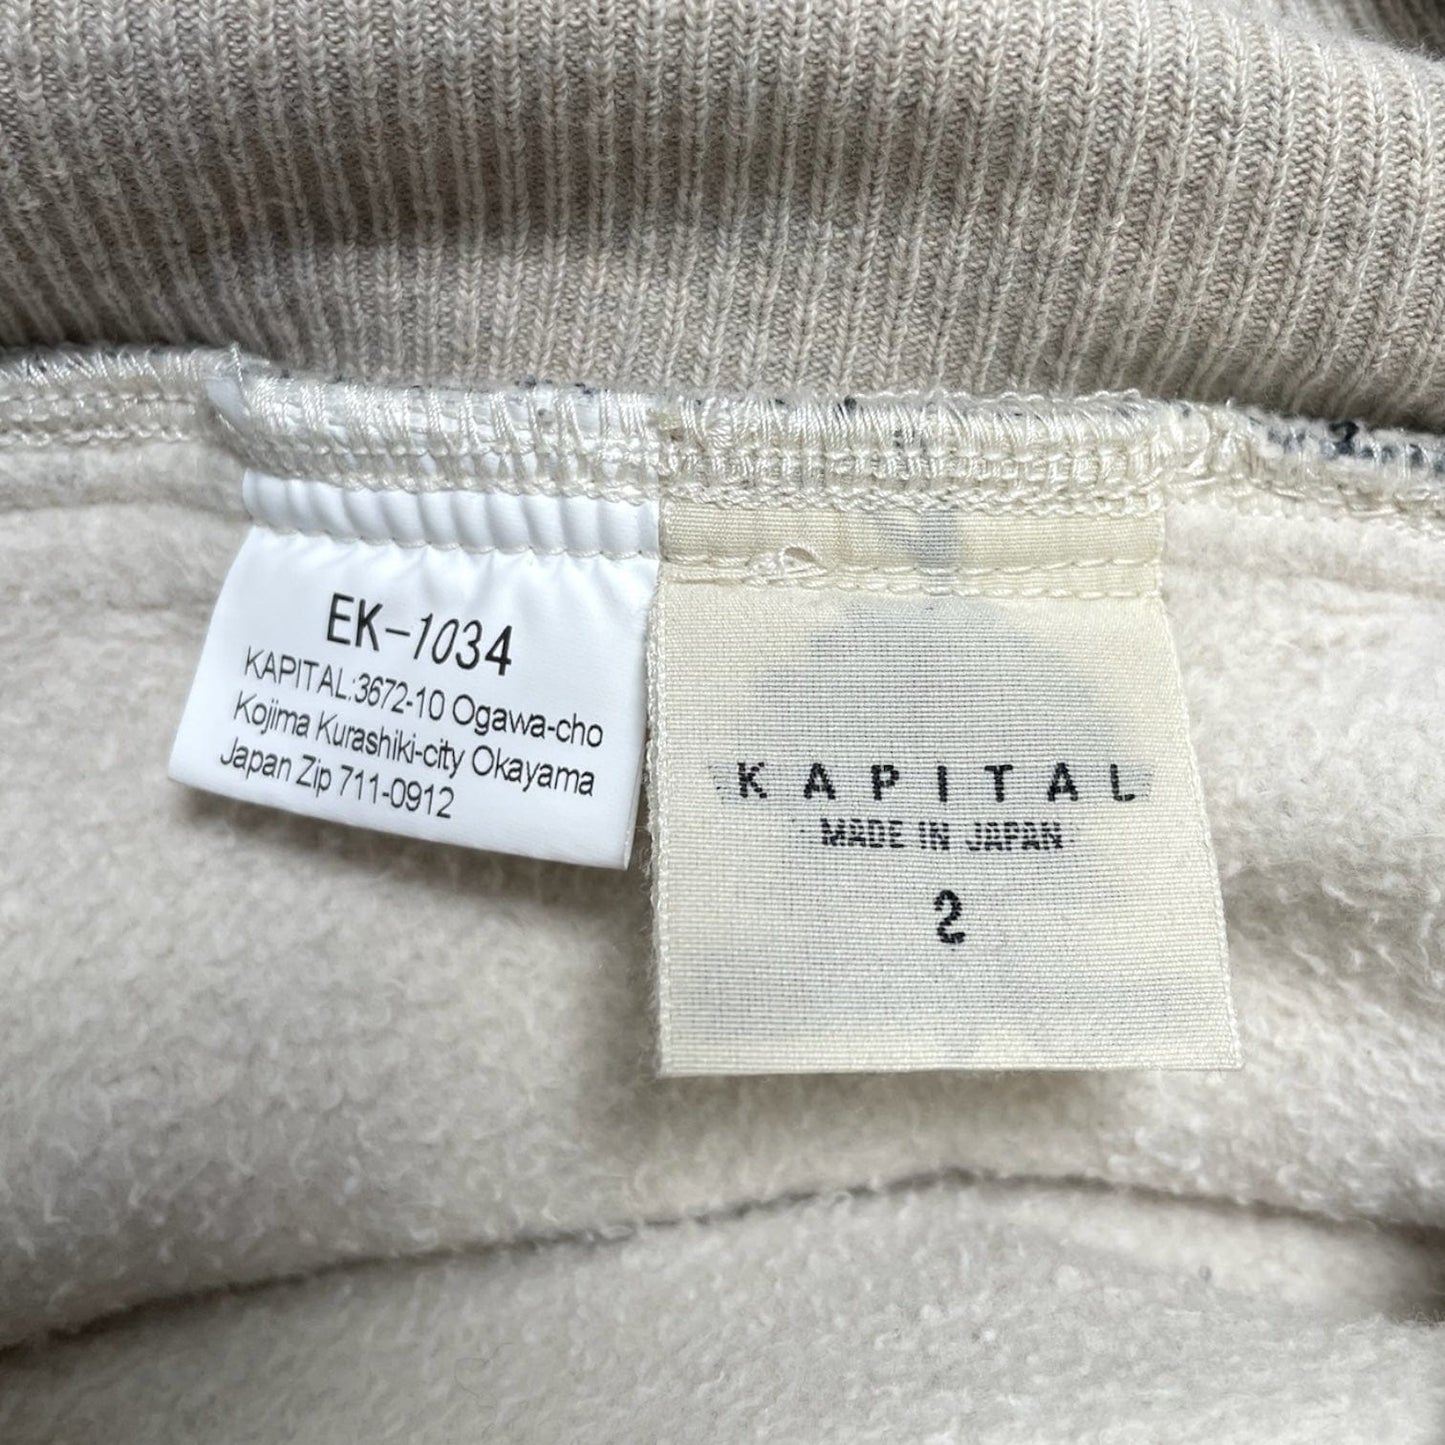 EK-1034
KAPITAL:3672-10 Ogawa-cho
Kojima Kurashiki-city Okayama
Japan Zip 711-0912
KAPITAL
MADE IN JAPAN
2